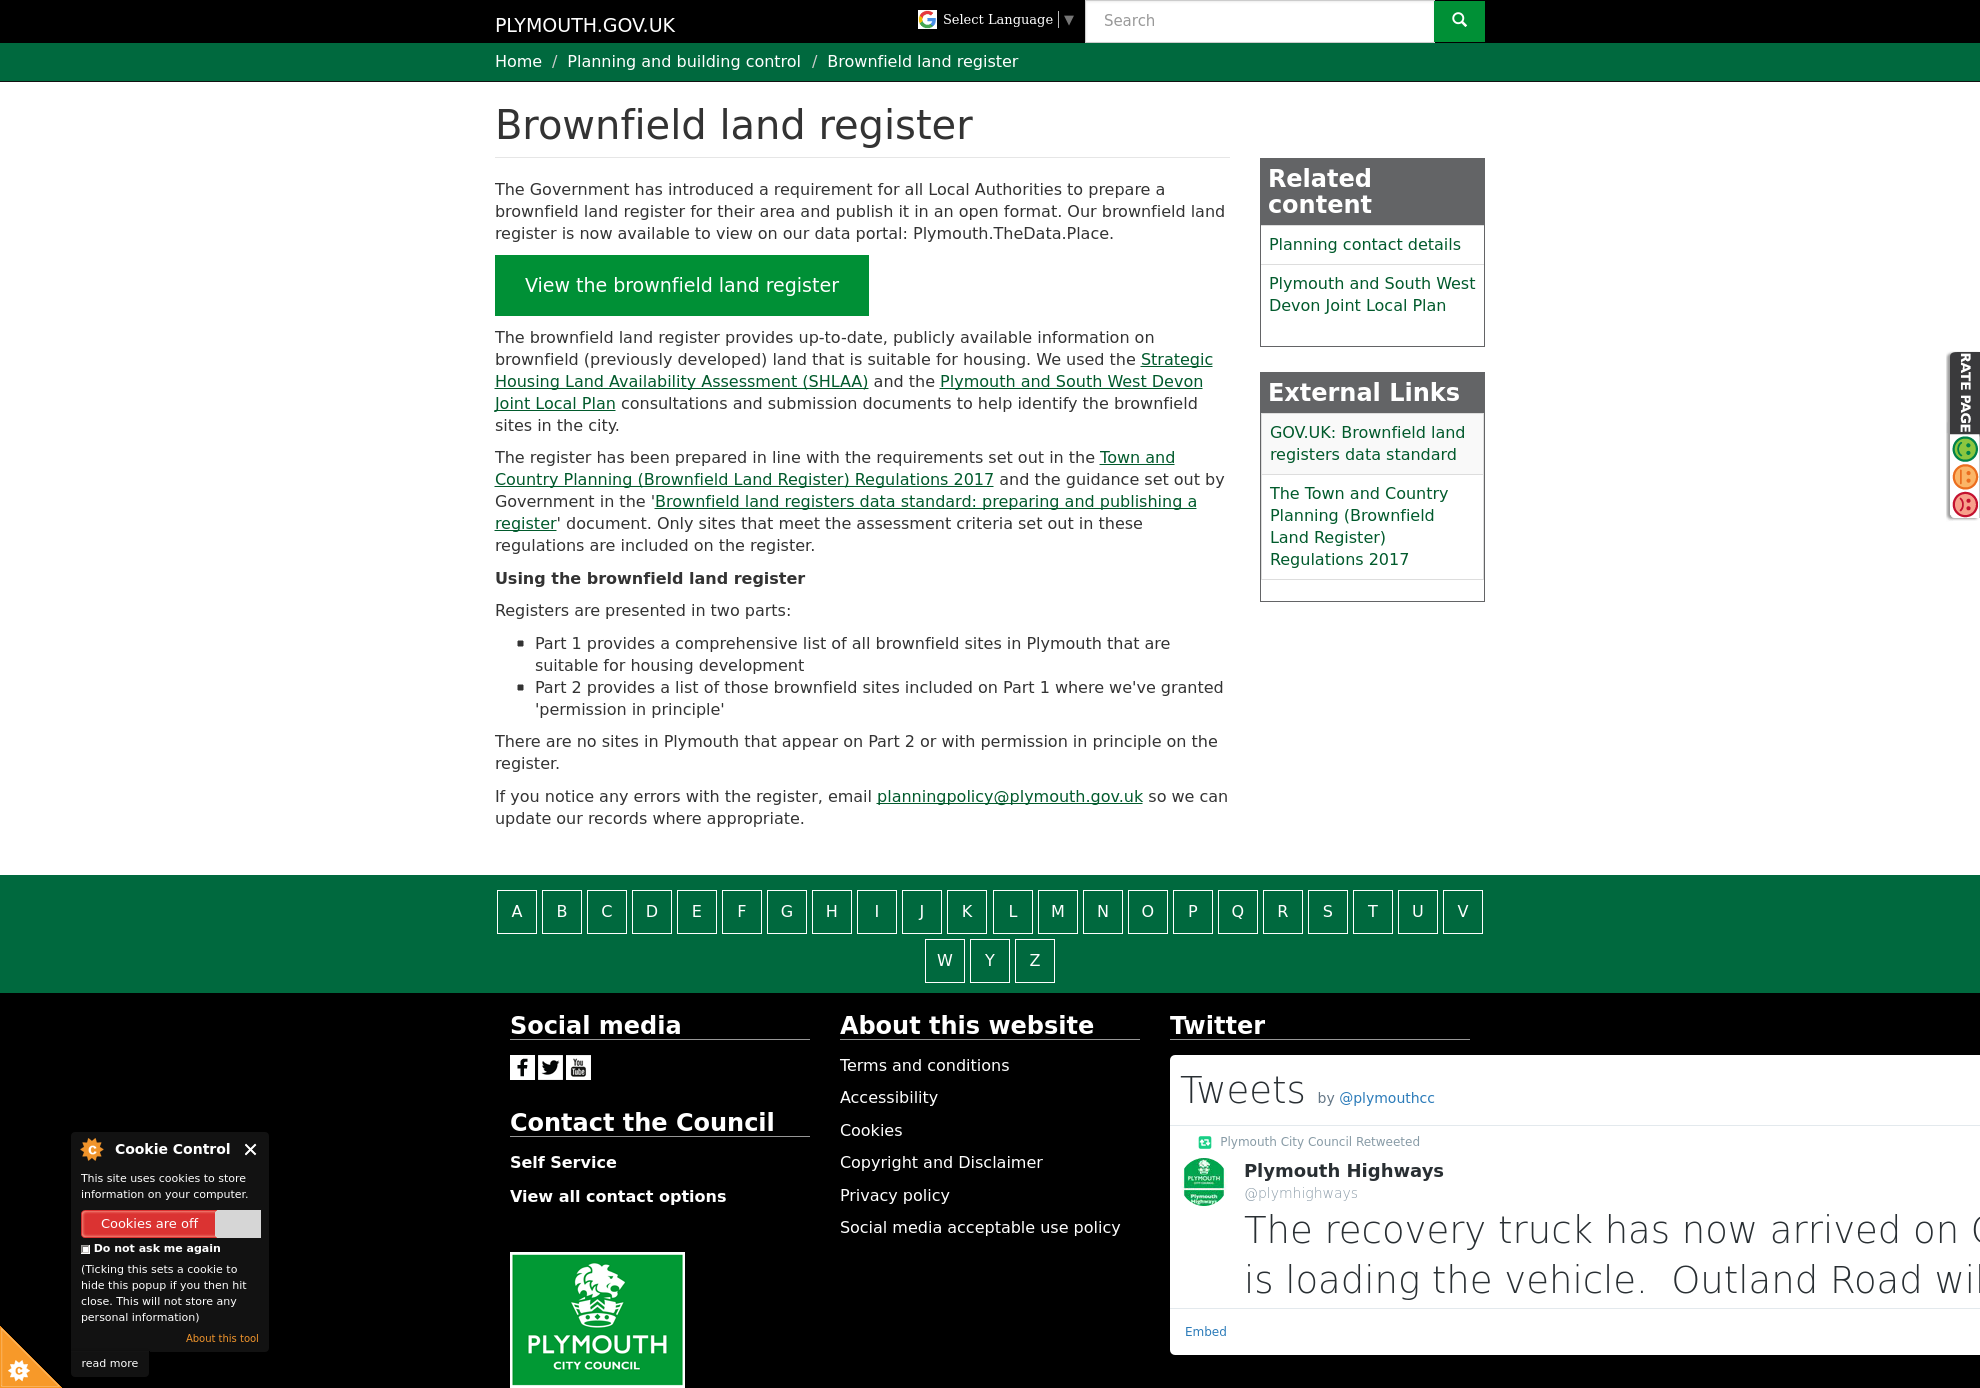 PLYMOUTH.GOV.UK
Select Language ▼
Search
Home / Planning and building control / Brownfield land register
Brownfield land register
The Government has introduced a requirement for all Local Authorities to prepare a
brownfield land register for their area and publish it in an open format. Our brownfield land
register is now available to view on our data portal: Plymouth.TheData.Place.
View the brownfield land register
The brownfield land register provides up-to-date, publicly available information on
brownfield (previously developed) land that is suitable for housing. We used the Strategic
Housing Land Availability Assessment (SHLAA) and the Plymouth and South West Devon
Joint Local Plan consultations and submission documents to help identify the brownfield
sites in the city.
The register has been prepared in line with the requirements set out in the Town and
Country Planning (Brownfield Land Register) Regulations 2017 and the guidance set out by
Government in the 'Brownfield land registers data standard: preparing and publishing a
register' document. Only sites that meet the assessment criteria set out in these
regulations are included on the register.
Using the brownfield land register
Registers are presented in two parts:
Part 1 provides a comprehensive list of all brownfield sites in Plymouth that are
suitable for housing development
Part 2 provides a list of those brownfield sites included on Part 1 where we've granted
'permission in principle'
There are no sites in Plymouth that appear on Part 2 or with permission in principle on the
register.
If you notice any errors with the register, email planningpolicy@plymouth.gov.uk so we can
update our records where appropriate.
Related
content
Planning contact details
Plymouth and South West
Devon Joint Local Plan
External Links
GOV.UK: Brownfield land
registers data standard
The Town and Country
Planning (Brownfield
Land Register)
Regulations 2017
RATE PAGE
A B C D E F G H I J K L M N O P Q R S T U V
W Y Z
Social media
You
Tube
Contact the Council
Self Service
View all contact options
PLYMOUTH
CITY COUNCIL
About this website
Terms and conditions
Accessibility
Cookies
Copyright and Disclaimer
Privacy policy
Social media acceptable use policy
Twitter
Tweets by @plymouthcc
Plymouth City Council Retweeted
Plymouth Highways
@plymhighways
The recovery truck has now arrived on
is loading the vehicle. Outland Road wil
Embed
Cookie Control
This site uses cookies to store
information on your computer.
Cookies are off
Do not ask me again
(Ticking this sets a cookie to
hide this popup if you then hit
close. This will not store any
personal information)
About this tool
read more